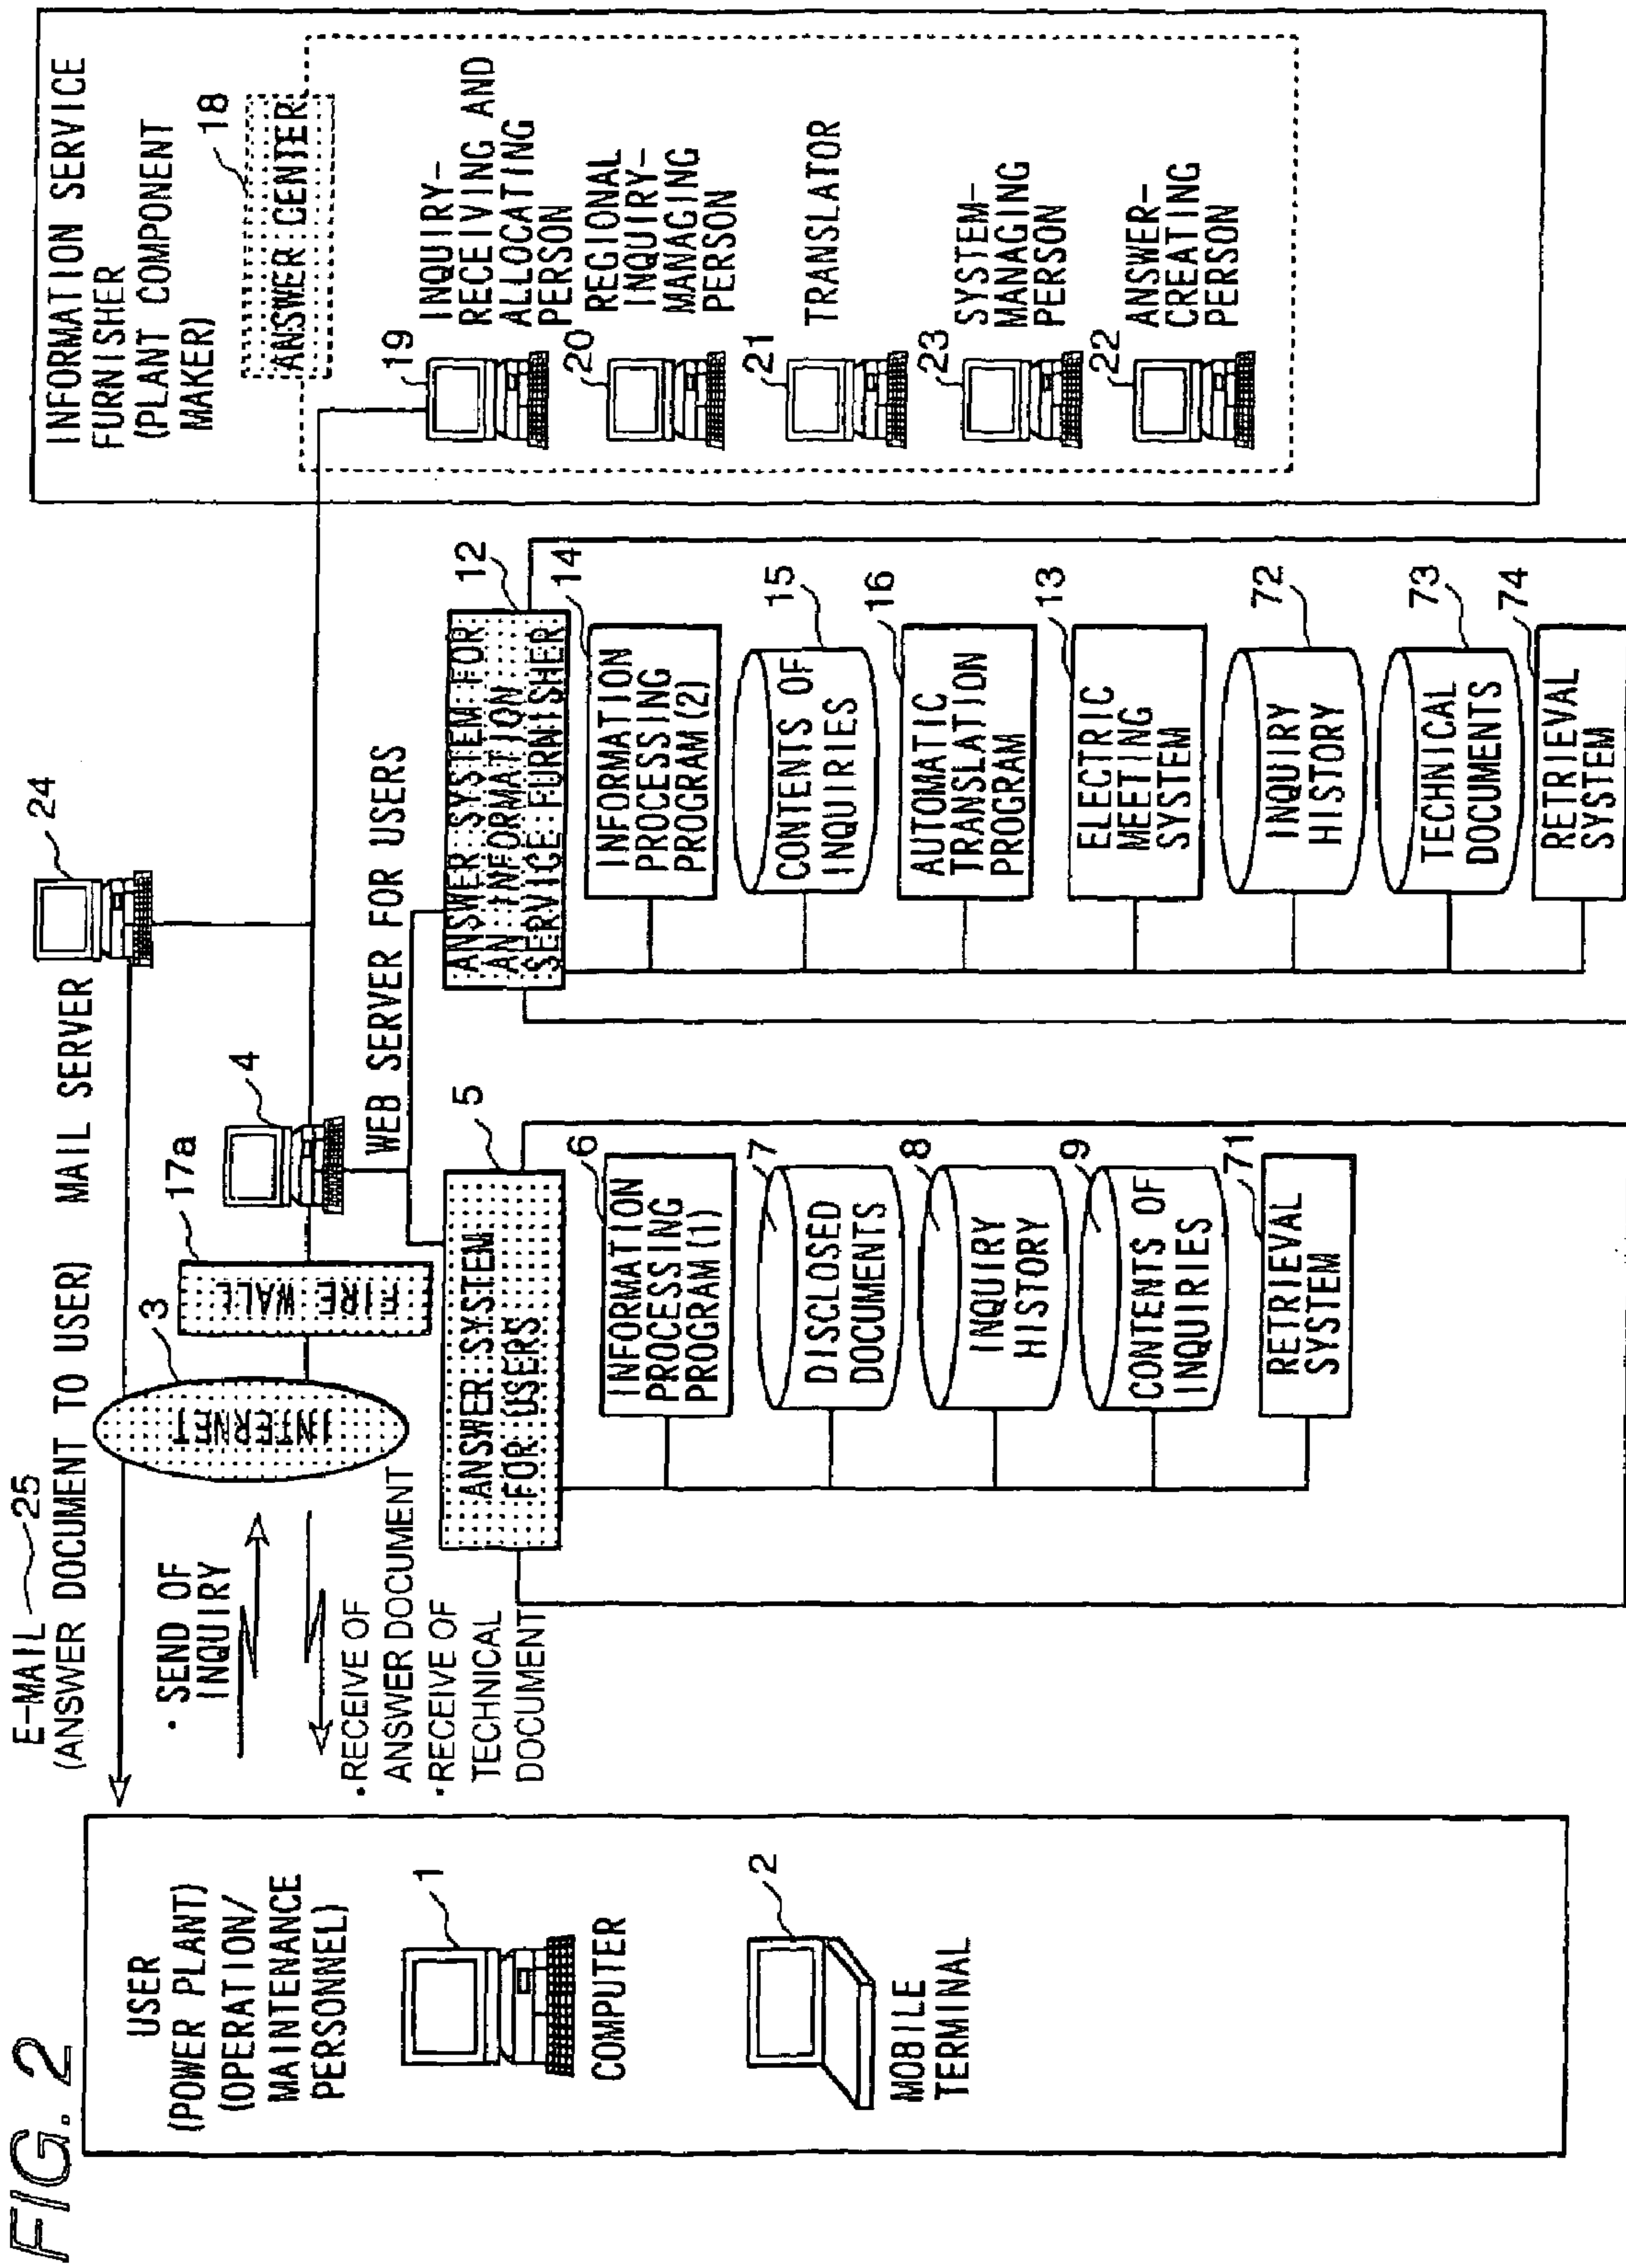 FIG. 2
USER
(POWER PLANT)
(OPERATION/
MAINTENANCE
PERSONNEL)
1
COMPUTER
2
MOBILE
TERMINAL
E-MAIL 25
(ANSWER DOCUMENT TO USER)
MAIL SERVER
24
• SEND OF
INQUIRY
• RECEIVE OF
ANSWER DOCUMENT
• RECEIVE OF
TECHNICAL
DOCUMENT
3
INTERNET
17a
FIRE WALL
4
WEB SERVER FOR USERS
5
ANSWER SYSTEM
FOR USERS
6
INFORMATION
PROCESSING
PROGRAM (1)
7
DISCLOSED
DOCUMENTS
8
INQUIRY
HISTORY
9
CONTENTS OF
INQUIRIES
71
RETRIEVAL
SYSTEM
12
ANSWER SYSTEM FOR
AN INFORMATION
SERVICE FURNISHER
14
INFORMATION
PROCESSING
PROGRAM (2)
15
CONTENTS OF
INQUIRIES
16
AUTOMATIC
TRANSLATION
PROGRAM
13
ELECTRIC
MEETING
SYSTEM
72
INQUIRY
HISTORY
73
TECHNICAL
DOCUMENTS
74
RETRIEVAL
SYSTEM
INFORMATION SERVICE
FURNISHER
(PLANT COMPONENT
MAKER)
18
ANSWER CENTER
19
INQUIRY-
RECEIVING AND
ALLOCATING
PERSON
20
REGIONAL
INQUIRY-
MANAGING
PERSON
21
TRANSLATOR
23
SYSTEM-
MANAGING
PERSON
22
ANSWER-
CREATING
PERSON